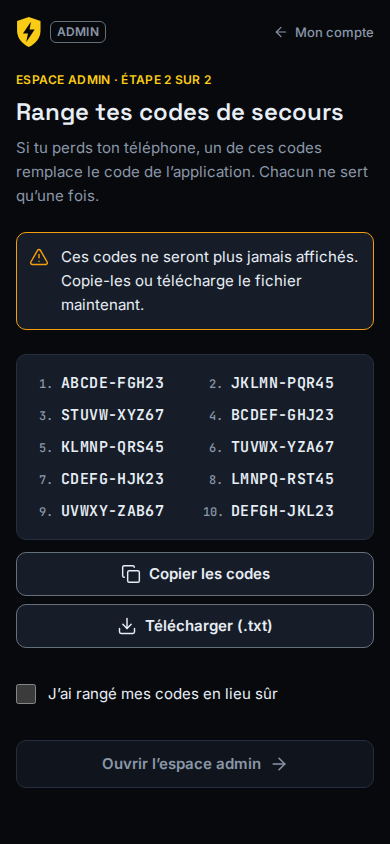 ADMIN
Mon compte
ESPACE ADMIN · ÉTAPE 2 SUR 2
Range tes codes de secours
Si tu perds ton téléphone, un de ces codes
remplace le code de l’application. Chacun ne sert
qu’une fois.
Ces codes ne seront plus jamais affichés.
Copie-les ou télécharge le fichier
maintenant.
1. ABCDE-FGH23 2. JKLMN-PQR45
3. STUVW-XYZ67 4. BCDEF-GHJ23
5. KLMNP-QRS45 6. TUVWX-YZA67
7. CDEFG-HJK23 8. LMNPQ-RST45
9. UVWXY-ZAB67 10. DEFGH-JKL23
Copier les codes
Télécharger (.txt)
J’ai rangé mes codes en lieu sûr
Ouvrir l’espace admin